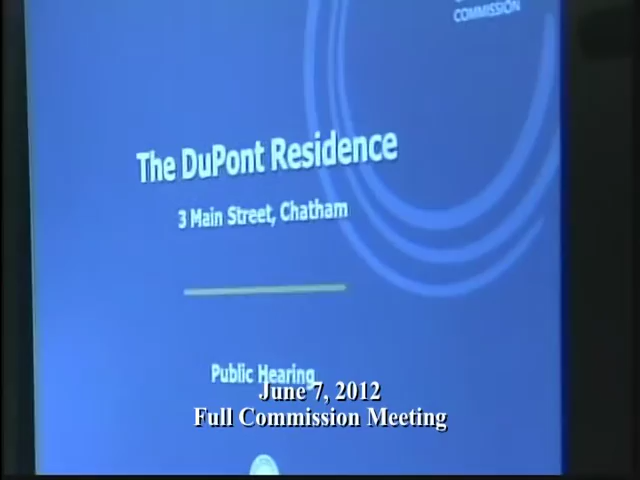 COMMISSION
The DuPont Residence
3 Main Street, Chatham
Public Hearing
June 7, 2012
Full Commission Meeting